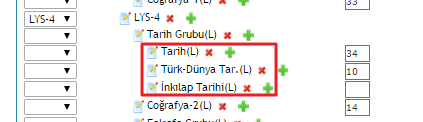 Coğrafya-1(L) 33
LYS-4 LYS-4
Tarih Grubu(L)
Tarih(L) 34
Türk-Dünya Tar.(L) 10
İnkılap Tarihi(L)
Coğrafya-2(L) 14
Felsefe Grubu(L)